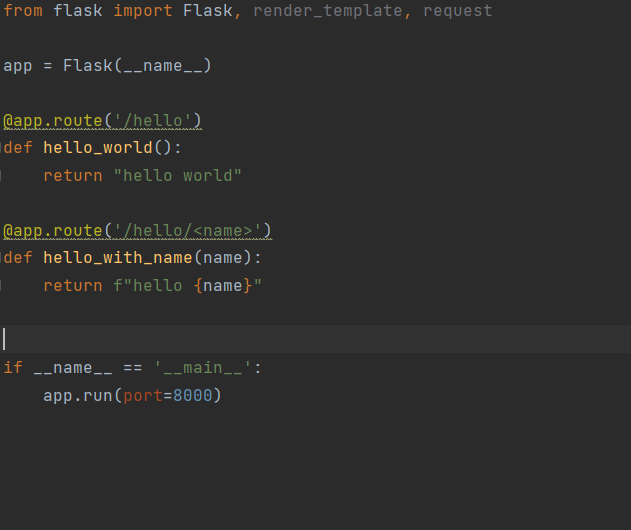 from flask import Flask, render_template, request
app = Flask(__name__)
@app.route('/hello')
def hello_world():
    return "hello world"
@app.route('/hello/<name>')
def hello_with_name(name):
    return f"hello {name}"
if __name__ == '__main__':
    app.run(port=8000)